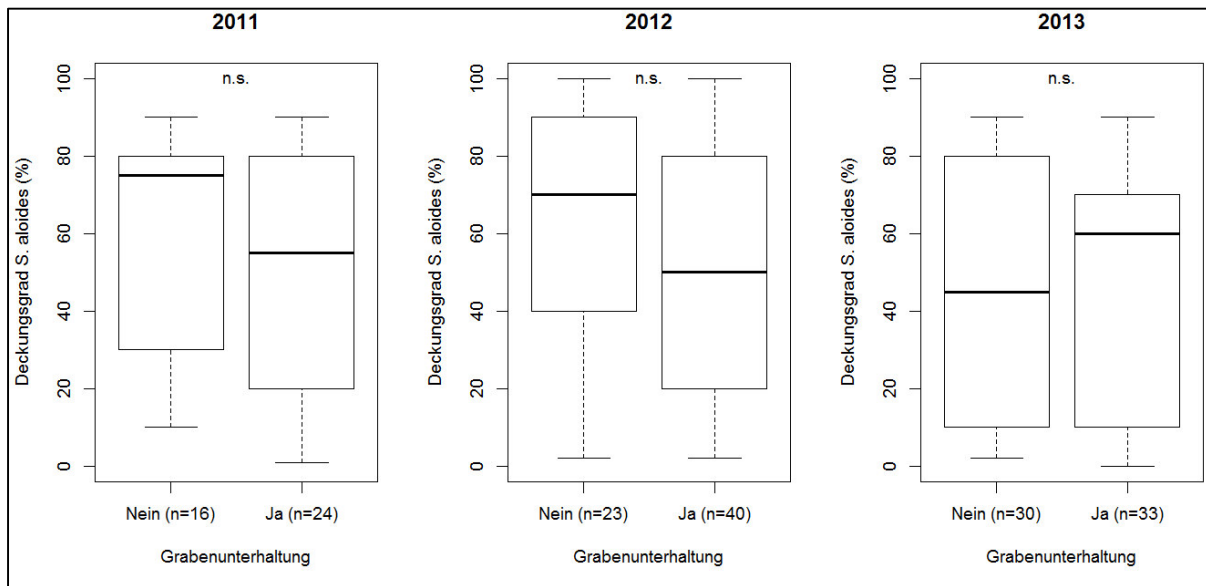 2011
n.s.
Deckungsgrad S. aloides (%)
100
80
60
40
20
0
Nein (n=16) Ja (n=24)
Grabenunterhaltung
2012
n.s.
Deckungsgrad S. aloides (%)
100
80
60
40
20
0
Nein (n=23) Ja (n=40)
Grabenunterhaltung
2013
n.s.
Deckungsgrad S. aloides (%)
100
80
60
40
20
0
Nein (n=30) Ja (n=33)
Grabenunterhaltung